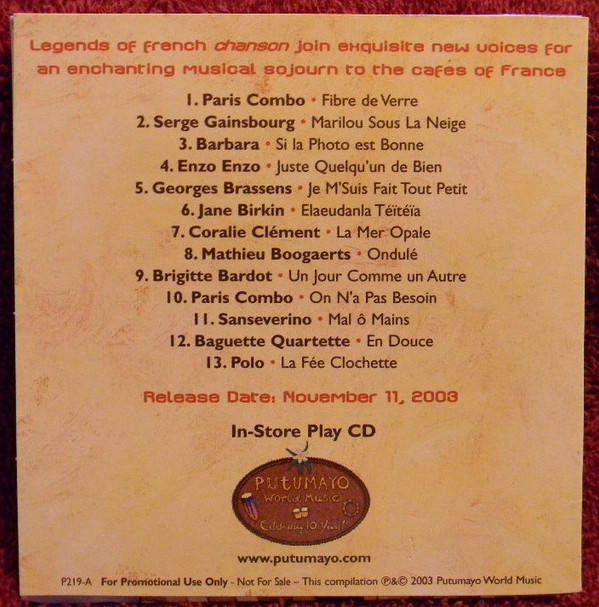 Legends of French chanson join exquisite new voices for
an enchanting musical sojourn to the cafés of France
1. Paris Combo • Fibre de Verre
2. Serge Gainsbourg • Marilou Sous La Neige
3. Barbara • Si la Photo est Bonne
4. Enzo Enzo • Juste Quelqu'un de Bien
5. Georges Brassens • Je M'Suis Fait Tout Petit
6. Jane Birkin • Elaeudanla Téïtéïa
7. Coralie Clément • La Mer Opale
8. Mathieu Boogaerts • Ondulé
9. Brigitte Bardot • Un Jour Comme un Autre
10. Paris Combo • On N'a Pas Besoin
11. Sanseverino • Mal ô Mains
12. Baguette Quartette • En Douce
13. Polo • La Fée Clochette
Release Date: November 11, 2003
In-Store Play CD
PUTUMAYO
World Music
Celebrating 10 Years!
www.putumayo.com
P219-A For Promotional Use Only - Not For Sale – This compilation ℗&© 2003 Putumayo World Music